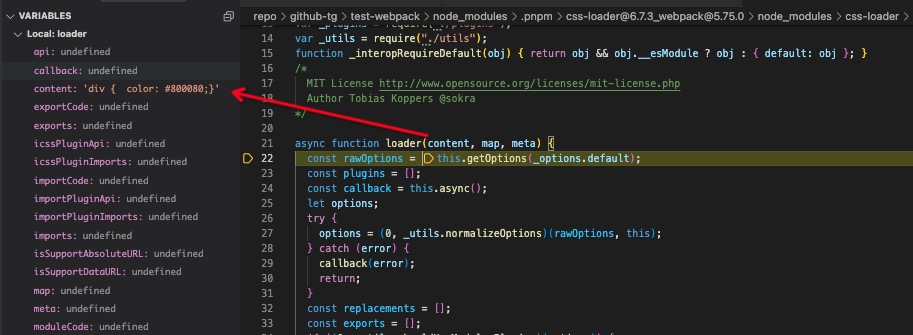 VARIABLES
Local: loader
api: undefined
callback: undefined
content: 'div {  color: #800080;}'
exportCode: undefined
exports: undefined
icssPluginApi: undefined
icssPluginImports: undefined
importCode: undefined
importPluginApi: undefined
importPluginImports: undefined
imports: undefined
isSupportAbsoluteURL: undefined
isSupportDataURL: undefined
map: undefined
meta: undefined
moduleCode: undefined
repo > github-tg > test-webpack > node_modules > .pnpm > css-loader@6.7.3_webpack@5.75.0 > node_modules > css-loader >
14 var _utils = require("./utils");
15 function _interopRequireDefault(obj) { return obj && obj.__esModule ? obj : { default: obj }; }
16 /*
17   MIT License http://www.opensource.org/licenses/mit-license.php
18   Author Tobias Koppers @sokra
19 */
20
21 async function loader(content, map, meta) {
22   const rawOptions = this.getOptions(_options.default);
23   const plugins = [];
24   const callback = this.async();
25   let options;
26   try {
27     options = (0, _utils.normalizeOptions)(rawOptions, this);
28   } catch (error) {
29     callback(error);
30     return;
31   }
32   const replacements = [];
33   const exports = [];